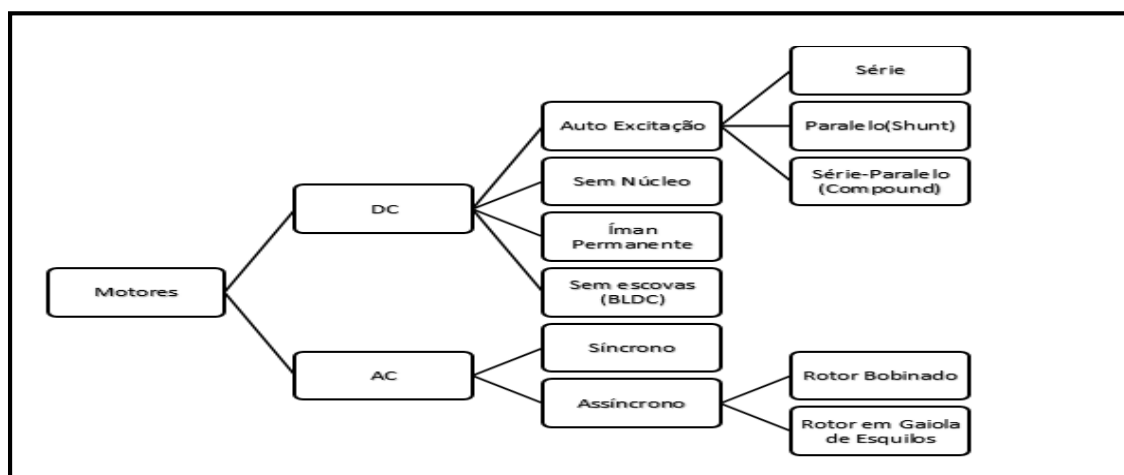 Motores
DC
Auto Excitação
Série
Paralelo(Shunt)
Série-Paralelo
(Compound)
Sem Núcleo
Íman
Permanente
Sem escovas
(BLDC)
AC
Síncrono
Assíncrono
Rotor Bobinado
Rotor em Gaiola
de Esquilos